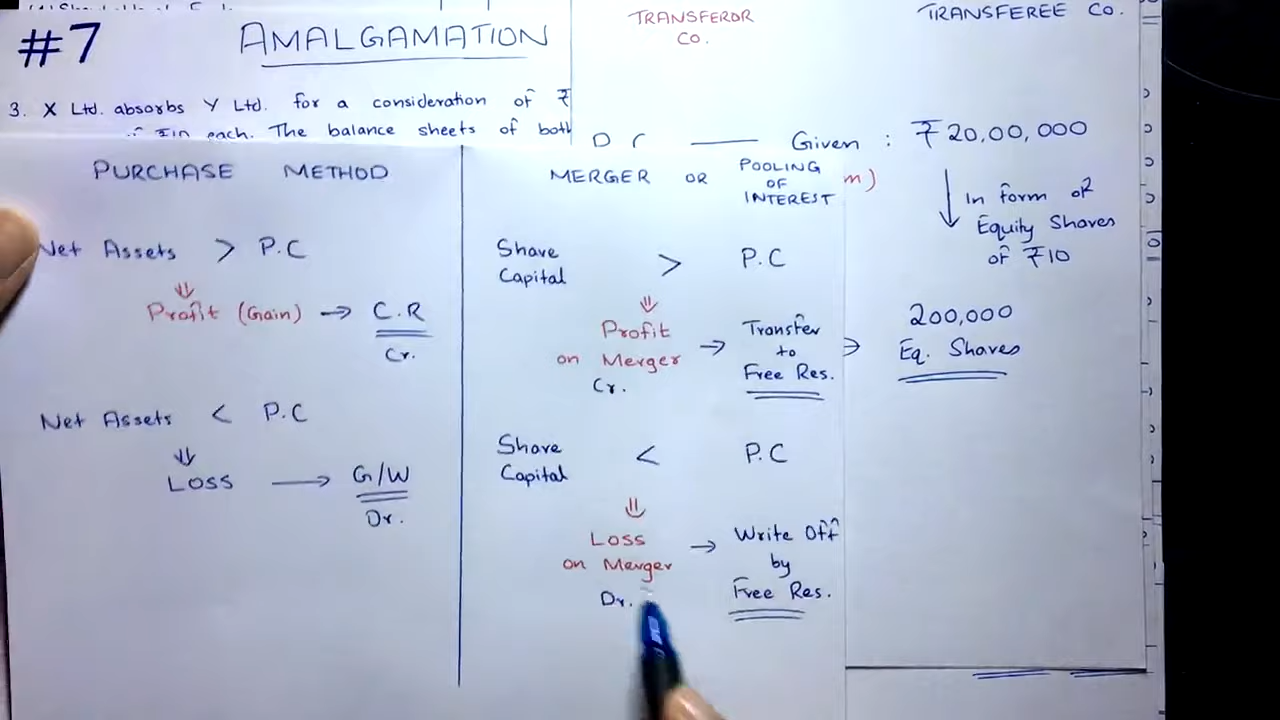 #7 AMALGAMATION
3. X Ltd. absorbs Y Ltd. for a consideration of ₹
each. The balance sheets of both
TRANSFEROR
CO.
TRANSFEREE CO.
Given : ₹20,00,000
In form of
Equity Shares
of ₹10
200,000
Eq. Shares
PURCHASE METHOD
Net Assets > P.C
⇓
Profit (Gain) → C.R
Cr.
Net Assets < P.C
⇓
LOSS → G/W
Dr.
MERGER OR POOLING
OF
INTEREST
Share
Capital > P.C
⇓
Profit
on Merger → Transfer
to
Free Res.
Cr.
Share
Capital < P.C
⇓
Loss
on Merger → Write Off
by
Free Res.
Dr.